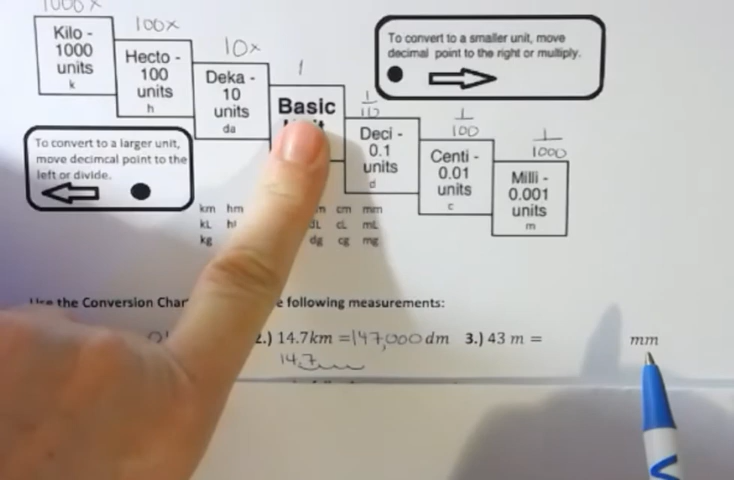 1000 x
Kilo -
1000
units
k
100x
Hecto -
100
units
h
10x
Deka -
10
units
da
1
Basic
1/10
Deci -
0.1
units
d
1/100
Centi -
0.01
units
c
1/1000
Milli -
0.001
units
m
To convert to a smaller unit, move
decimal point to the right or multiply.
To convert to a larger unit,
move decimcal point to the
left or divide.
km hm cm mm
kL dL cL mL
kg dg cg mg
the Conversion following measurements:
2.) 14.7km =147,000 dm 3.) 43 m = mm
14.7